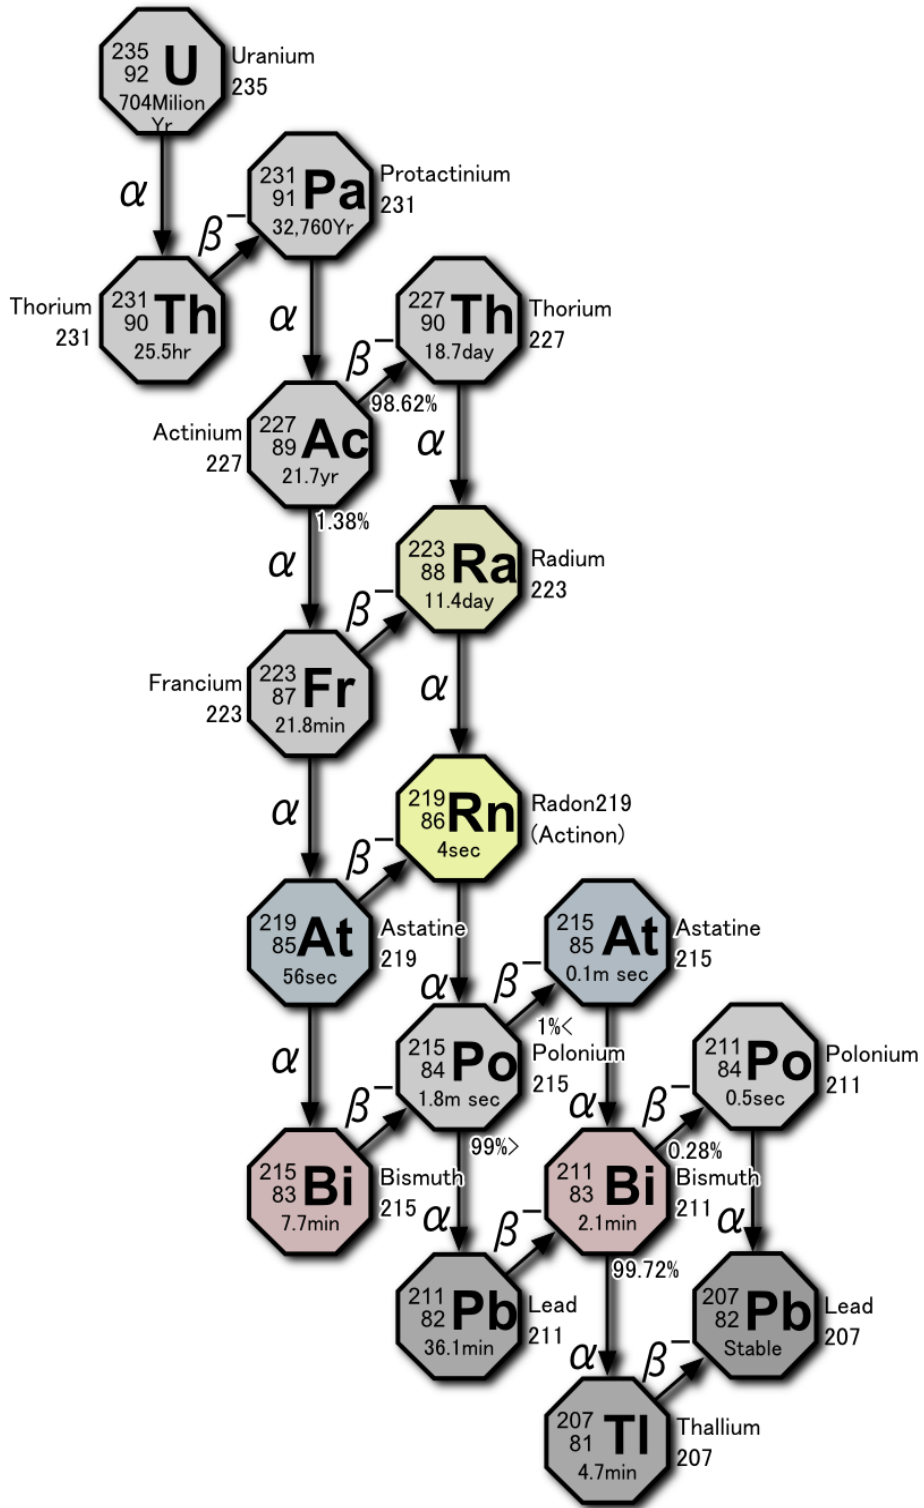 235
92 U
704Milion
Yr
Uranium
235
α
231
91 Pa
32,760Yr
Protactinium
231
β−
231
90 Th
25.5hr
Thorium
231
α
227
90 Th
18.7day
Thorium
227
β−
98.62%
227
89 Ac
21.7yr
Actinium
227
α
1.38%
α
223
88 Ra
11.4day
Radium
223
β−
223
87 Fr
21.8min
Francium
223
α
α
219
86 Rn
4sec
Radon219
(Actinon)
β−
219
85 At
56sec
Astatine
219
α
215
85 At
0.1m sec
Astatine
215
β−
1%<
α
215
84 Po
1.8m sec
Polonium
215
99%>
β−
α
211
84 Po
0.5sec
Polonium
211
β−
0.28%
215
83 Bi
7.7min
Bismuth
215
α
211
83 Bi
2.1min
Bismuth
211
99.72%
β−
α
211
82 Pb
36.1min
Lead
211
α
207
82 Pb
Stable
Lead
207
β−
207
81 Tl
4.7min
Thallium
207